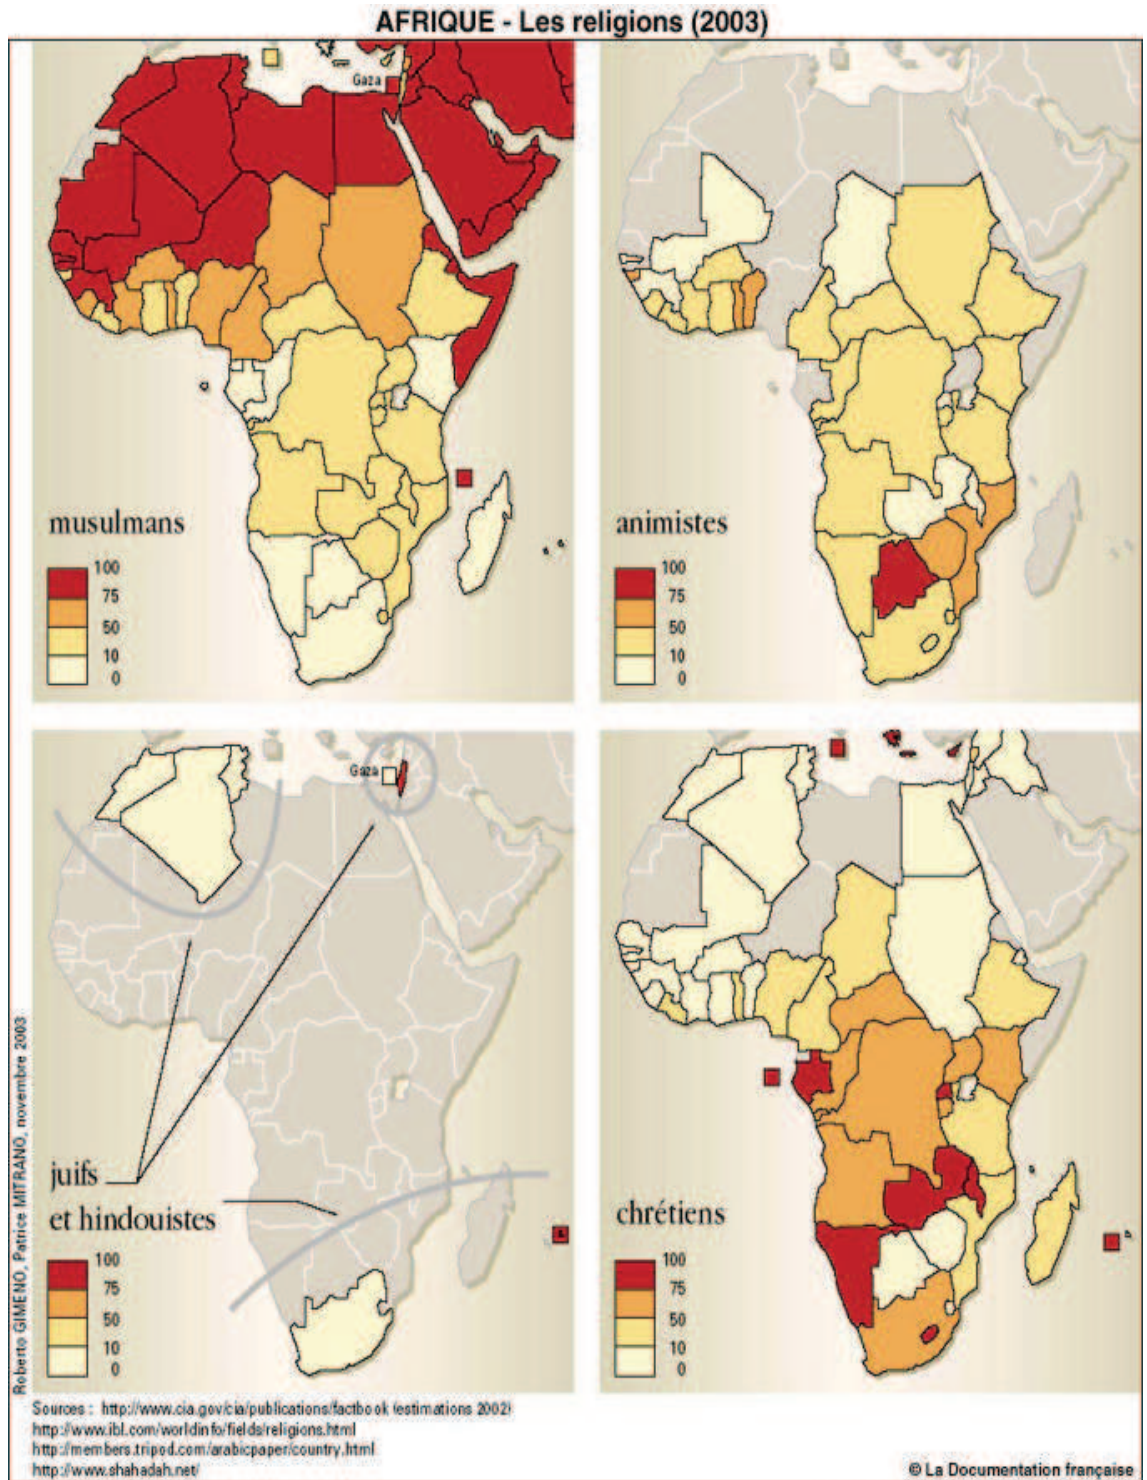 AFRIQUE - Les religions (2003)
Gaza
musulmans
100
75
50
10
0
animistes
100
75
50
10
0
Gaza
juifs
et hindouistes
100
75
50
10
0
chrétiens
100
75
50
10
0
Roberto GIMENO, Patrice MITRANO, novembre 2003
Sources : http://www.cia.gov/cia/publications/factbook (estimations 2002)
http://www.ibl.com/worldinfo/fields/religions.html
http://members.tripod.com/arabicpaper/country.html
http://www.shahadah.net/
© La Documentation française